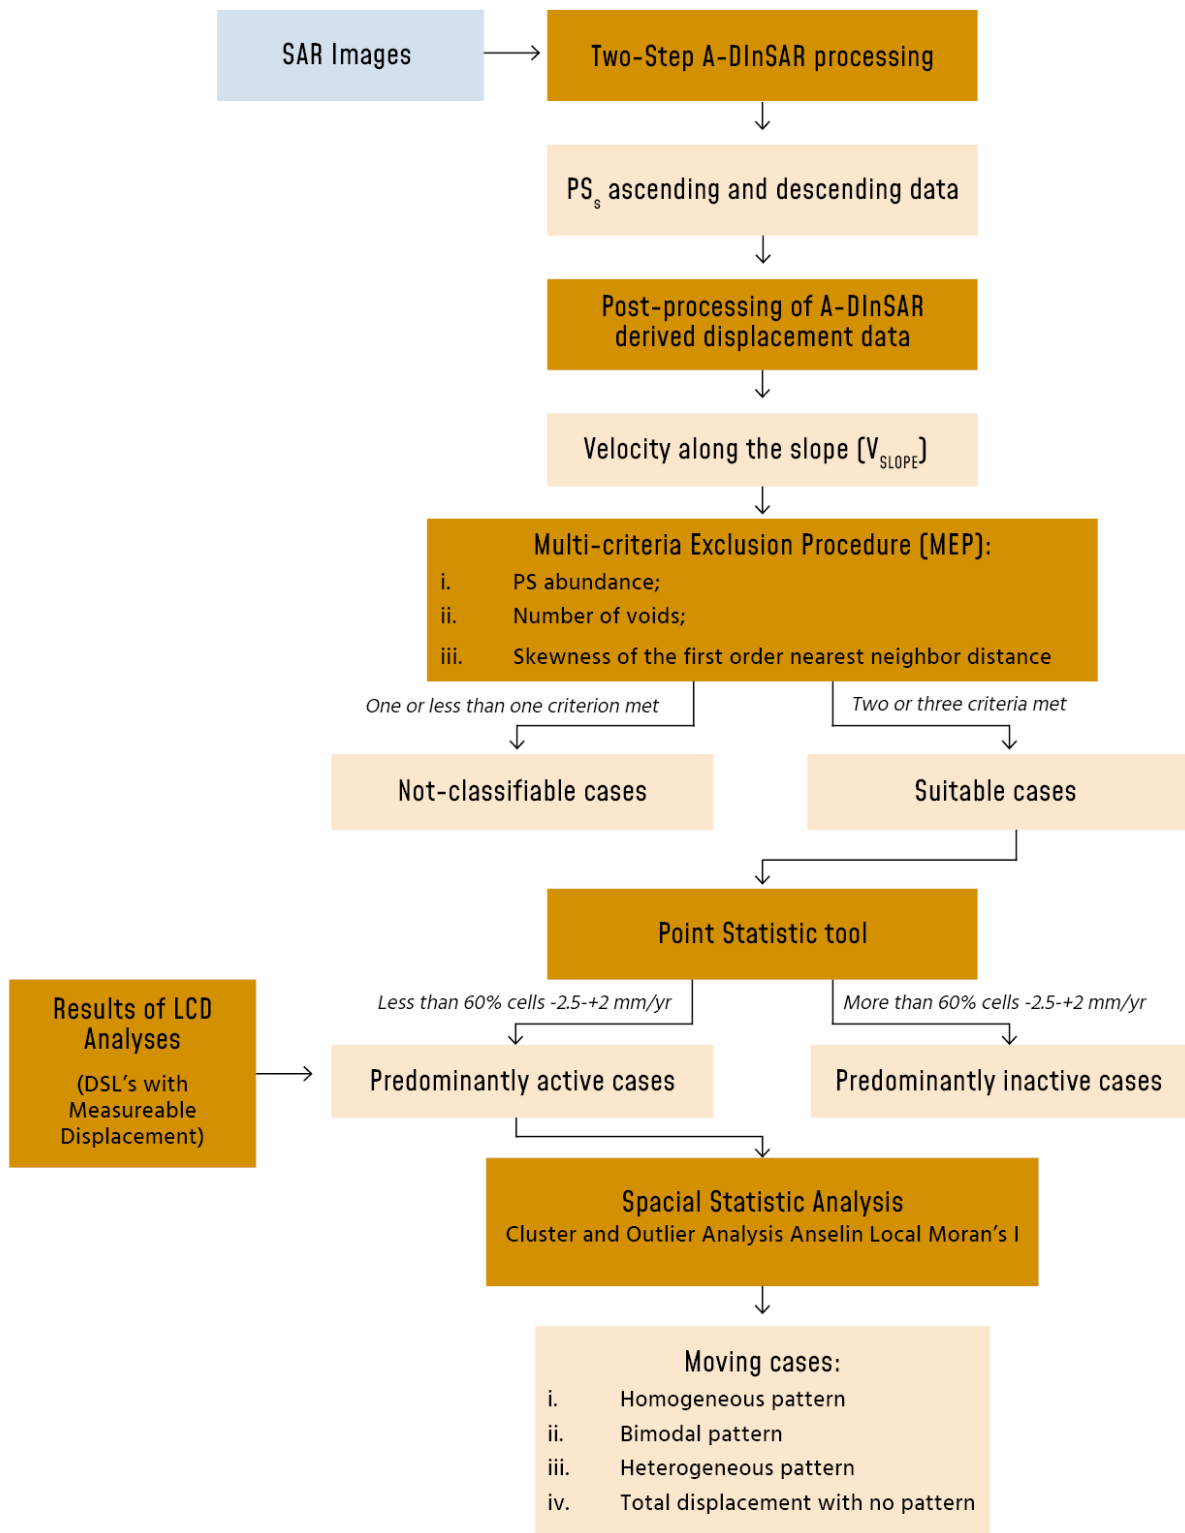 SAR Images
Two-Step A-DInSAR processing
PSs ascending and descending data
Post-processing of A-DInSAR
derived displacement data
Velocity along the slope (VSLOPE)
Multi-criteria Exclusion Procedure (MEP):
i. PS abundance;
ii. Number of voids;
iii. Skewness of the first order nearest neighbor distance
One or less than one criterion met
Two or three criteria met
Not-classifiable cases
Suitable cases
Point Statistic tool
Less than 60% cells -2.5-+2 mm/yr
More than 60% cells -2.5-+2 mm/yr
Results of LCD
Analyses
(DSL's with
Measureable
Displacement)
Predominantly active cases
Predominantly inactive cases
Spacial Statistic Analysis
Cluster and Outlier Analysis Anselin Local Moran's I
Moving cases:
i. Homogeneous pattern
ii. Bimodal pattern
iii. Heterogeneous pattern
iv. Total displacement with no pattern